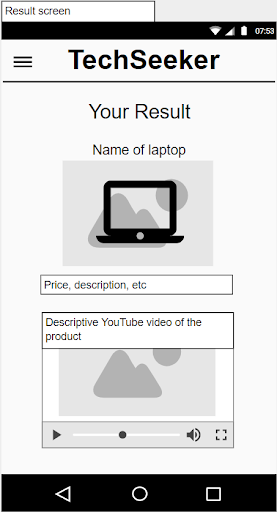 Result screen
07:53
TechSeeker
Your Result
Name of laptop
Price, description, etc
Descriptive YouTube video of the
product